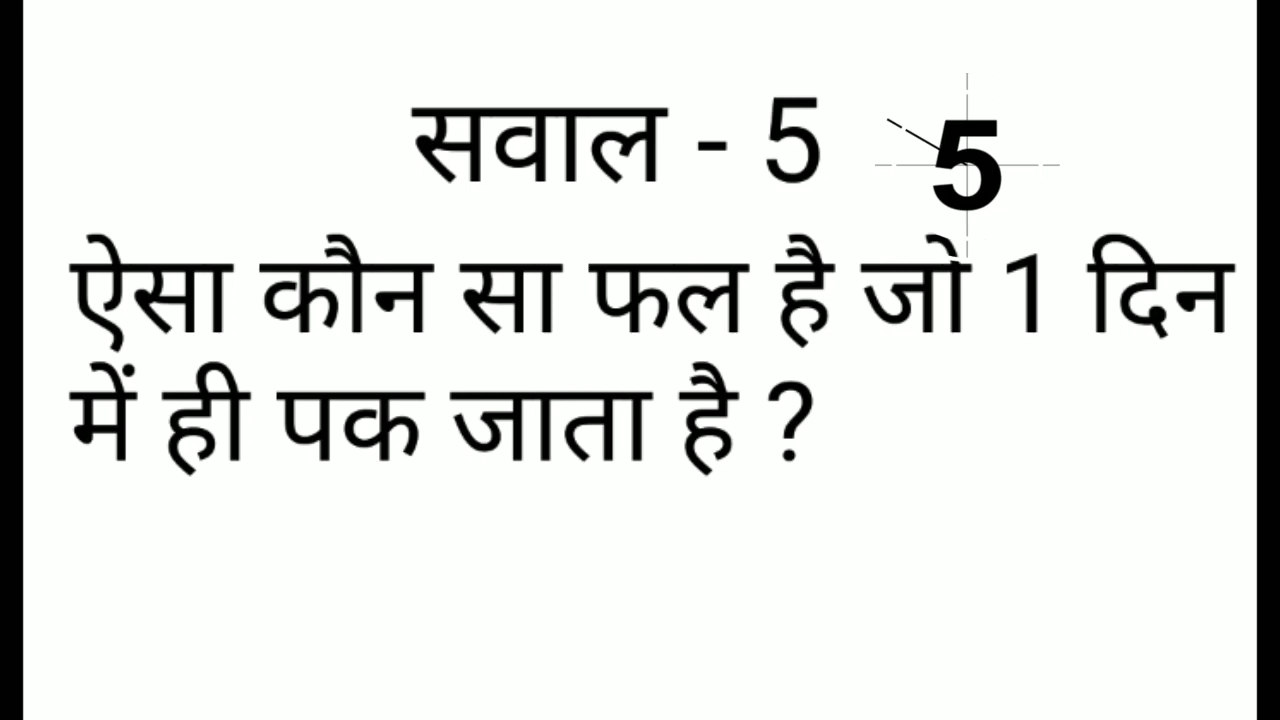 सवाल - 5 5
ऐसा कौन सा फल है जो 1 दिन
में ही पक जाता है ?